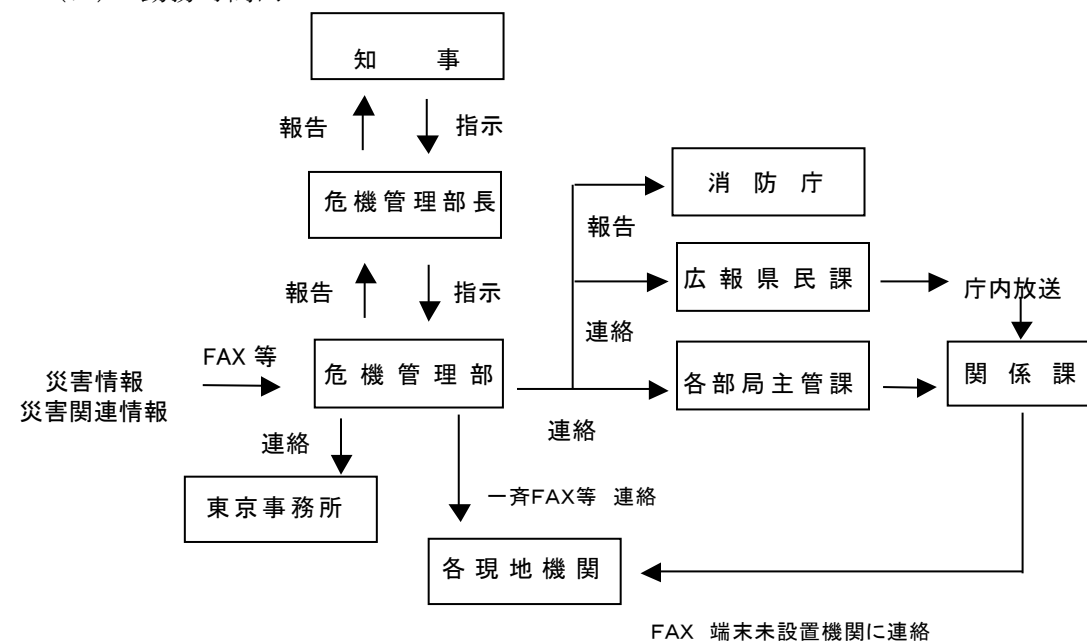 知 事
報告 指示
危機管理部長
消防庁
報告
報告 指示
広報県民課
庁内放送
連絡
FAX 等
災害情報
災害関連情報
危機管理部
各部局主管課
関係課
連絡
連絡
東京事務所
一斉FAX等 連絡
各現地機関
FAX 端末未設置機関に連絡